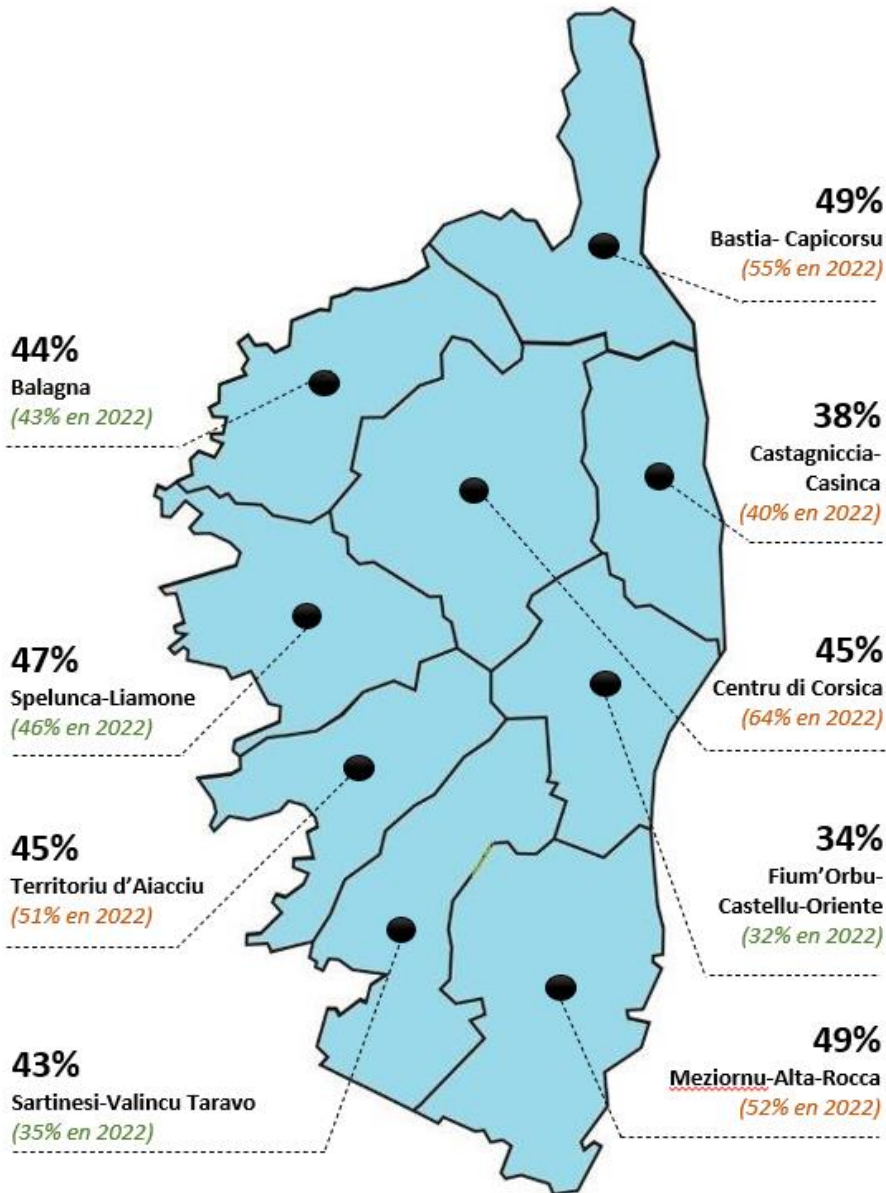 49%
Bastia- Capicorsu
(55% en 2022)
44%
Balagna
(43% en 2022)
38%
Castagniccia-
Casinca
(40% en 2022)
47%
Spelunca-Liamone
(46% en 2022)
45%
Centru di Corsica
(64% en 2022)
45%
Territoriu d’Aiacciu
(51% en 2022)
34%
Fium’Orbu-
Castellu-Oriente
(32% en 2022)
43%
Sartinesi-Valincu Taravo
(35% en 2022)
49%
Meziornu-Alta-Rocca
(52% en 2022)